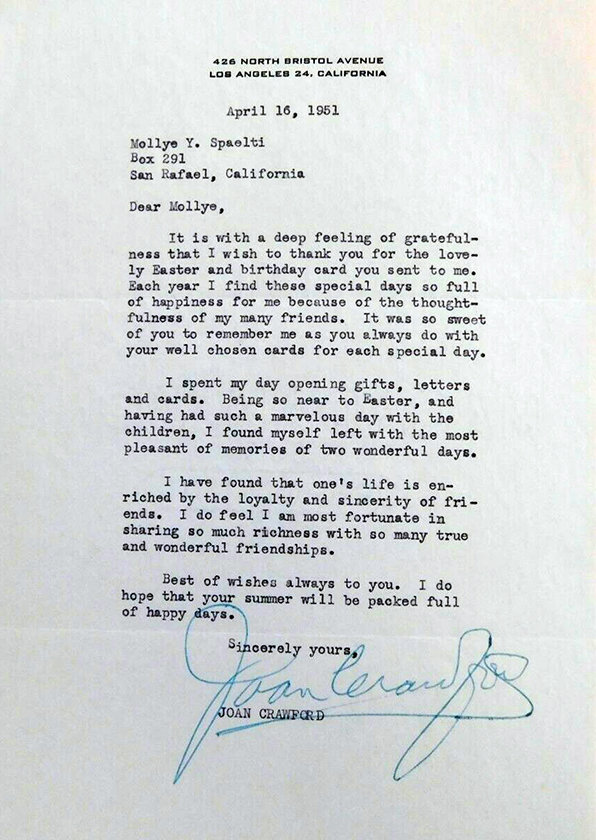 426 NORTH BRISTOL AVENUE
LOS ANGELES 24, CALIFORNIA
April 16, 1951
Mollye Y. Spaelti
Box 291
San Rafael, California
Dear Mollye,
It is with a deep feeling of grateful-
ness that I wish to thank you for the love-
ly Easter and birthday card you sent to me.
Each year I find these special days so full
of happiness for me because of the thought-
fulness of my many friends. It was so sweet
of you to remember me as you always do with
your well chosen cards for each special day.
I spent my day opening gifts, letters
and cards. Being so near to Easter, and
having had such a marvelous day with the
children, I found myself left with the most
pleasant of memories of two wonderful days.
I have found that one's life is en-
riched by the loyalty and sincerity of fri-
ends. I do feel I am most fortunate in
sharing so much richness with so many true
and wonderful friendships.
Best of wishes always to you. I do
hope that your summer will be packed full
of happy days.
Sincerely yours,
Joan Crawford
JOAN CRAWFORD